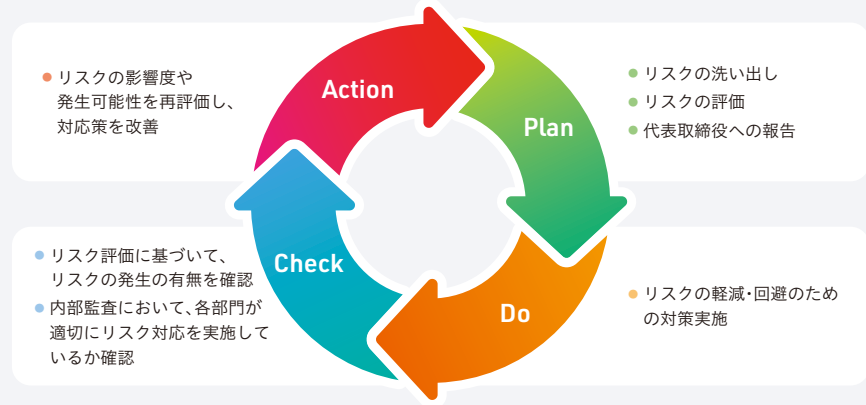 Action
リスクの影響度や
発生可能性を再評価し、
対応策を改善
Plan
リスクの洗い出し
リスクの評価
代表取締役への報告
Check
リスク評価に基づいて、
リスクの発生の有無を確認
内部監査において、各部門が
適切にリスク対応を実施して
いるか確認
Do
リスクの軽減・回避のため
の対策実施